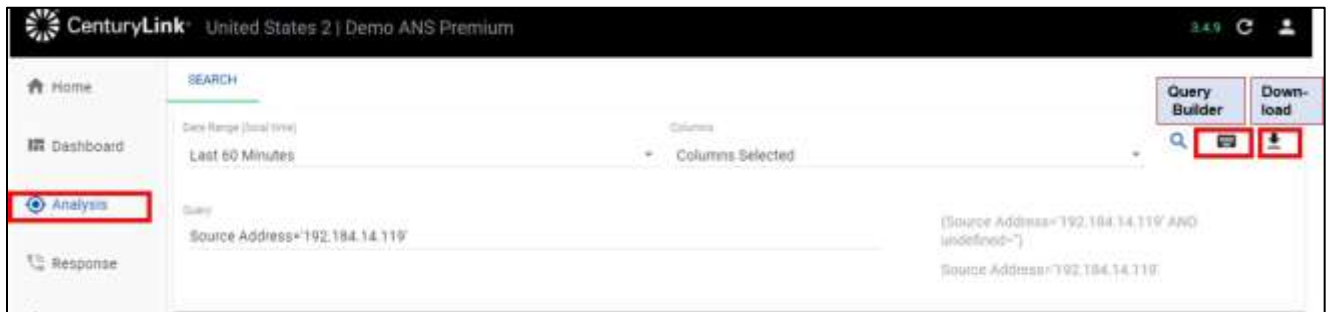 CenturyLink® United States 2 | Demo ANS Premium
3.4.9
Home
SEARCH
Query Builder
Down-load
Date Range (local time)
Columns
Dashboard
Last 60 Minutes
Columns Selected
Analysis
Query
Source Address='192.184.14.119'
(Source Address='192.184.14.119' AND
undefined='')
Response
Source Address='192.184.14.119'